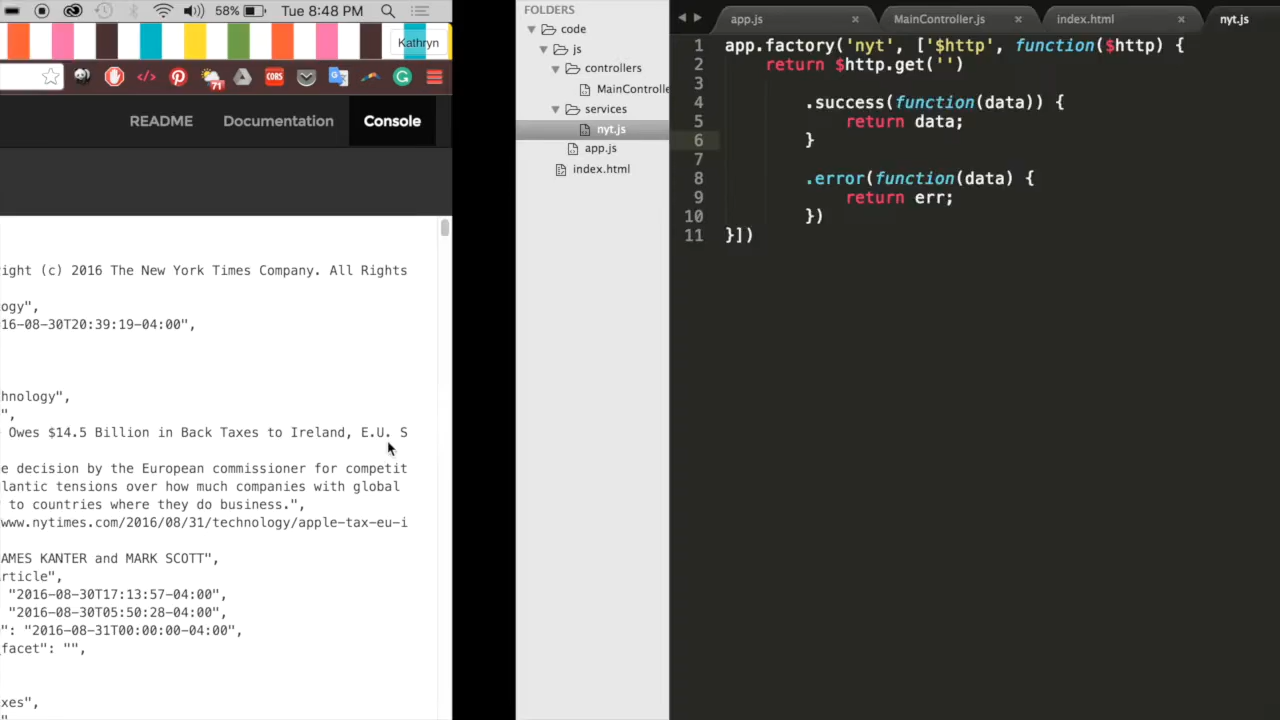 58% Tue 8:48 PM
Kathryn
71
CORS
README Documentation Console
ight (c) 2016 The New York Times Company. All Rights
ogy",
16-08-30T20:39:19-04:00",
hnology",
",
Owes $14.5 Billion in Back Taxes to Ireland, E.U. S
e decision by the European commissioner for competit
lantic tensions over how much companies with global
to countries where they do business.",
www.nytimes.com/2016/08/31/technology/apple-tax-eu-i
AMES KANTER and MARK SCOTT",
rticle",
"2016-08-30T17:13:57-04:00",
"2016-08-30T05:50:28-04:00",
": "2016-08-31T00:00:00-04:00",
facet": "",
xes",
FOLDERS
code
js
controllers
MainControlle
services
nyt.js
app.js
index.html
app.js MainController.js index.html nyt.js
1 app.factory('nyt', ['$http', function($http) {
2 return $http.get('')
3
4 .success(function(data)) {
5 return data;
6 }
7
8 .error(function(data) {
9 return err;
10 })
11 }])